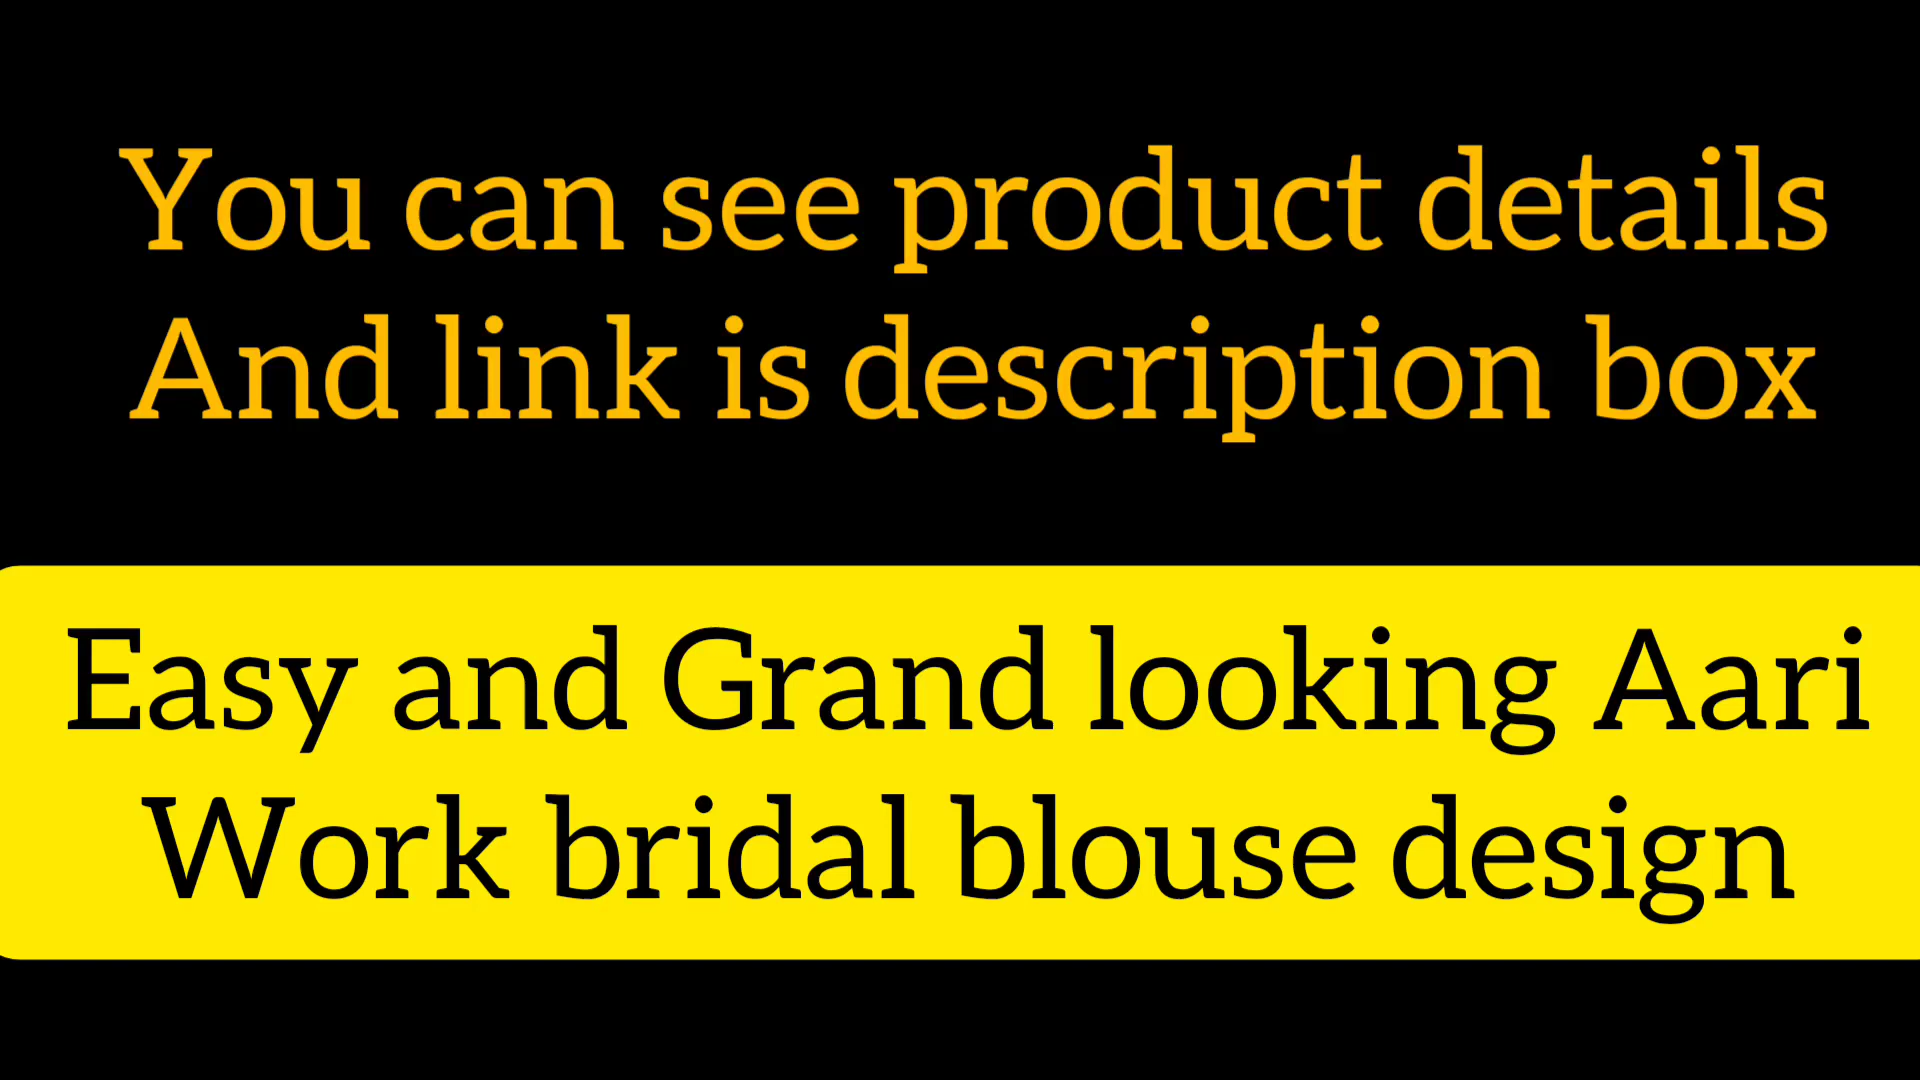 You can see product details
And link is description box
Easy and Grand looking Aari
Work bridal blouse design